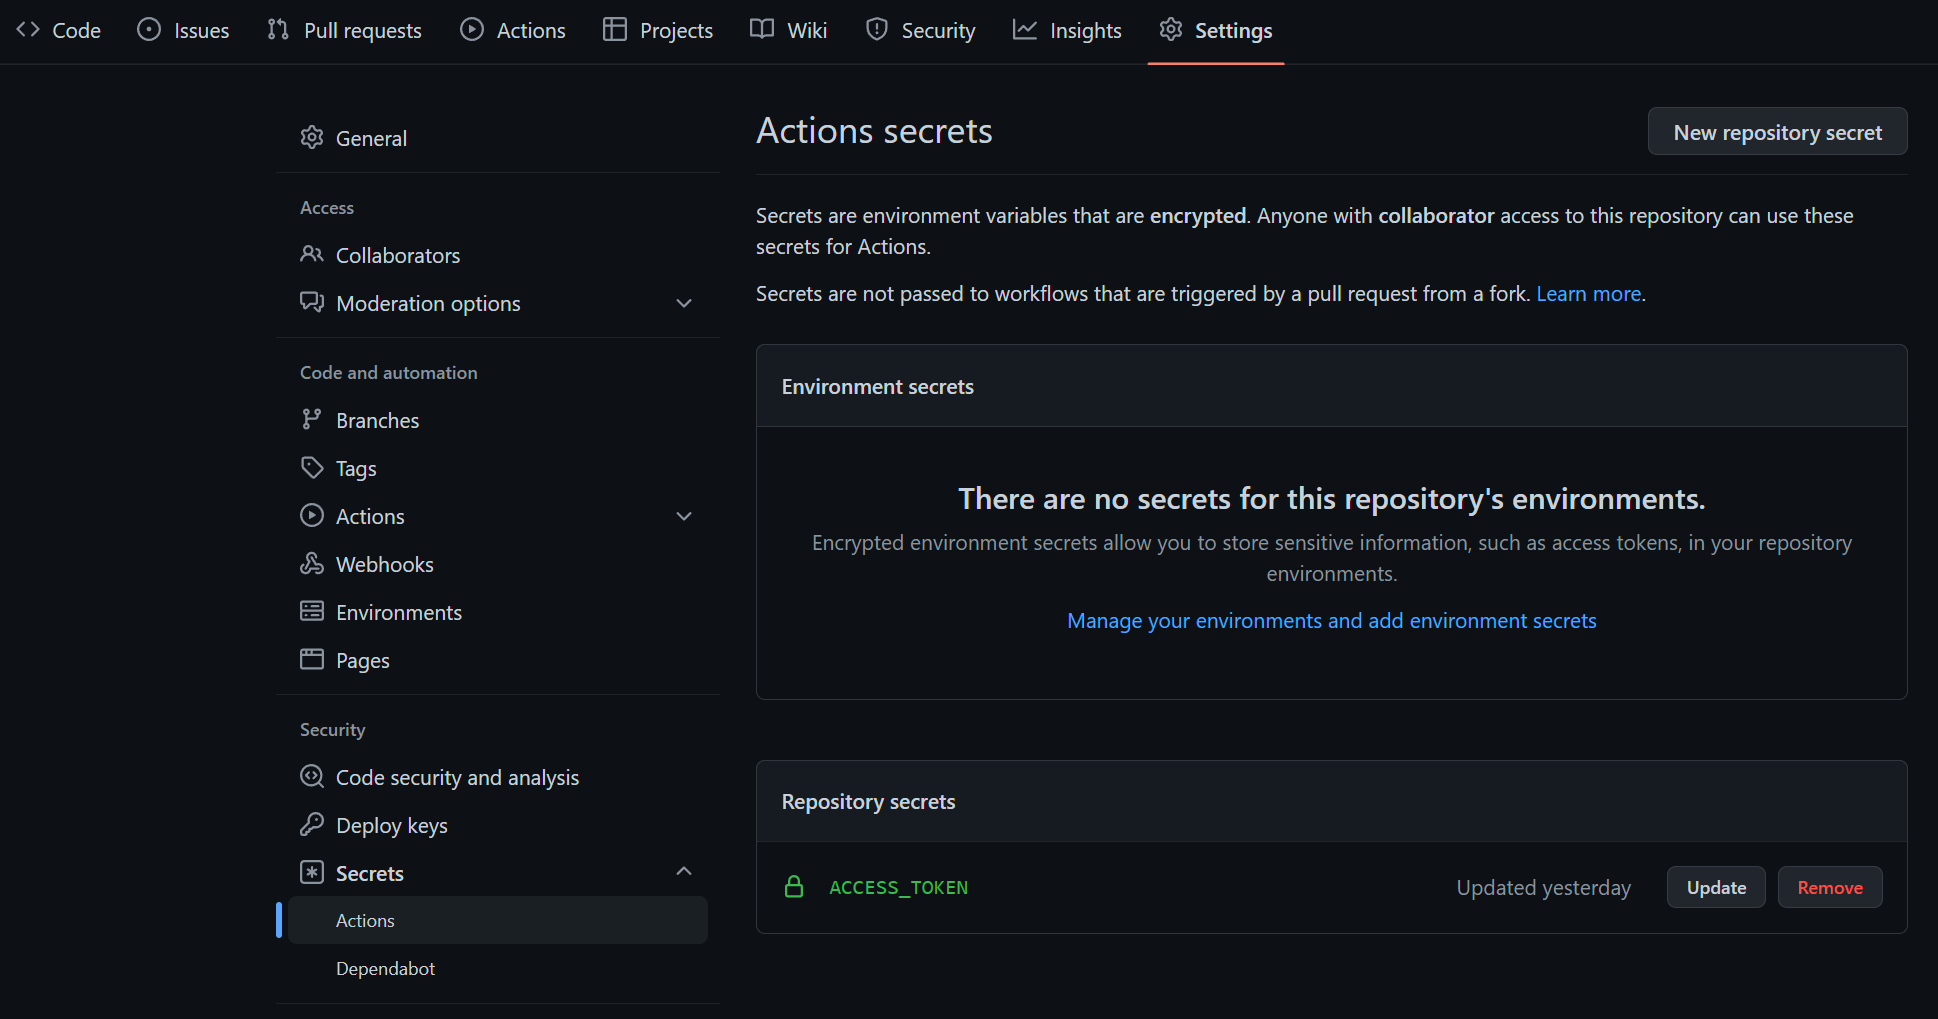 Code Issues Pull requests Actions Projects Wiki Security Insights Settings
General
Access
Collaborators
Moderation options
Code and automation
Branches
Tags
Actions
Webhooks
Environments
Pages
Security
Code security and analysis
Deploy keys
Secrets
Actions
Dependabot
Actions secrets
New repository secret
Secrets are environment variables that are encrypted. Anyone with collaborator access to this repository can use these
secrets for Actions.
Secrets are not passed to workflows that are triggered by a pull request from a fork. Learn more.
Environment secrets
There are no secrets for this repository's environments.
Encrypted environment secrets allow you to store sensitive information, such as access tokens, in your repository
environments.
Manage your environments and add environment secrets
Repository secrets
ACCESS_TOKEN Updated yesterday Update Remove